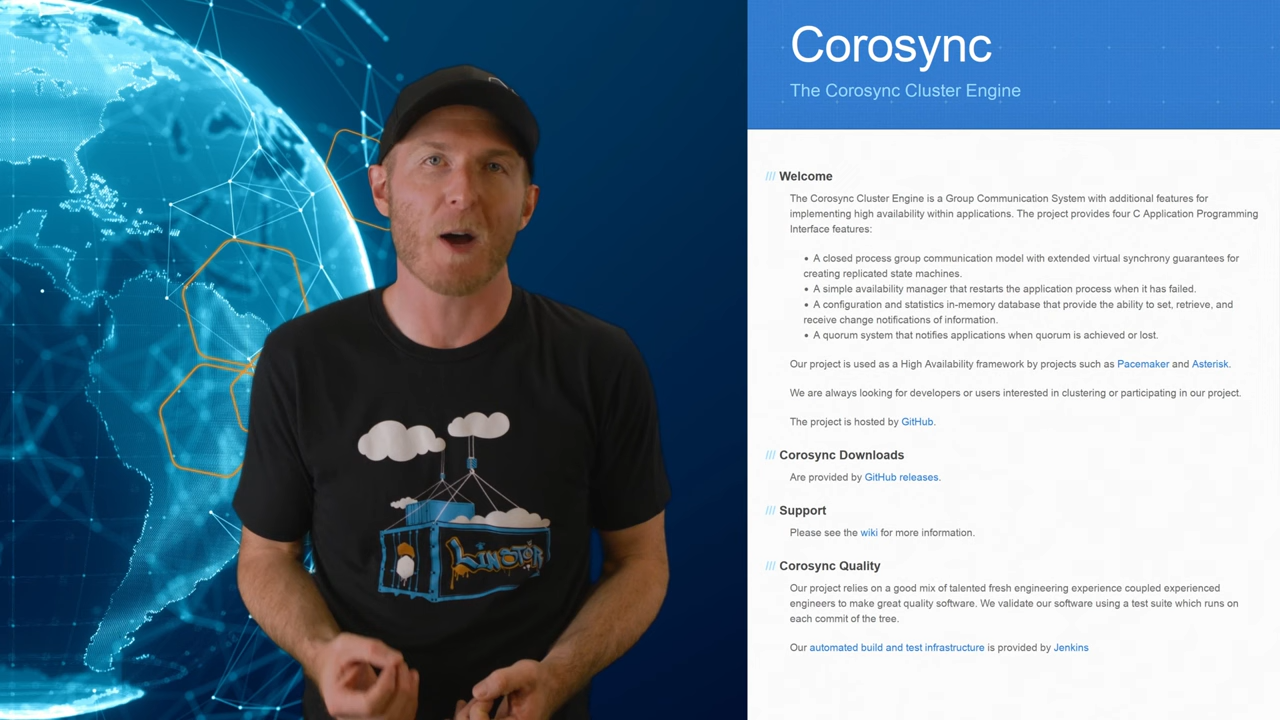 Corosync
The Corosync Cluster Engine
/// Welcome
The Corosync Cluster Engine is a Group Communication System with additional features for
implementing high availability within applications. The project provides four C Application Programming
Interface features:
• A closed process group communication model with extended virtual synchrony guarantees for
creating replicated state machines.
• A simple availability manager that restarts the application process when it has failed.
• A configuration and statistics in-memory database that provide the ability to set, retrieve, and
receive change notifications of information.
• A quorum system that notifies applications when quorum is achieved or lost.
Our project is used as a High Availability framework by projects such as Pacemaker and Asterisk.
We are always looking for developers or users interested in clustering or participating in our project.
The project is hosted by GitHub.
/// Corosync Downloads
Are provided by GitHub releases.
/// Support
Please see the wiki for more information.
/// Corosync Quality
Our project relies on a good mix of talented fresh engineering experience coupled experienced
engineers to make great quality software. We validate our software using a test suite which runs on
each commit of the tree.
Our automated build and test infrastructure is provided by Jenkins
LINSTOR